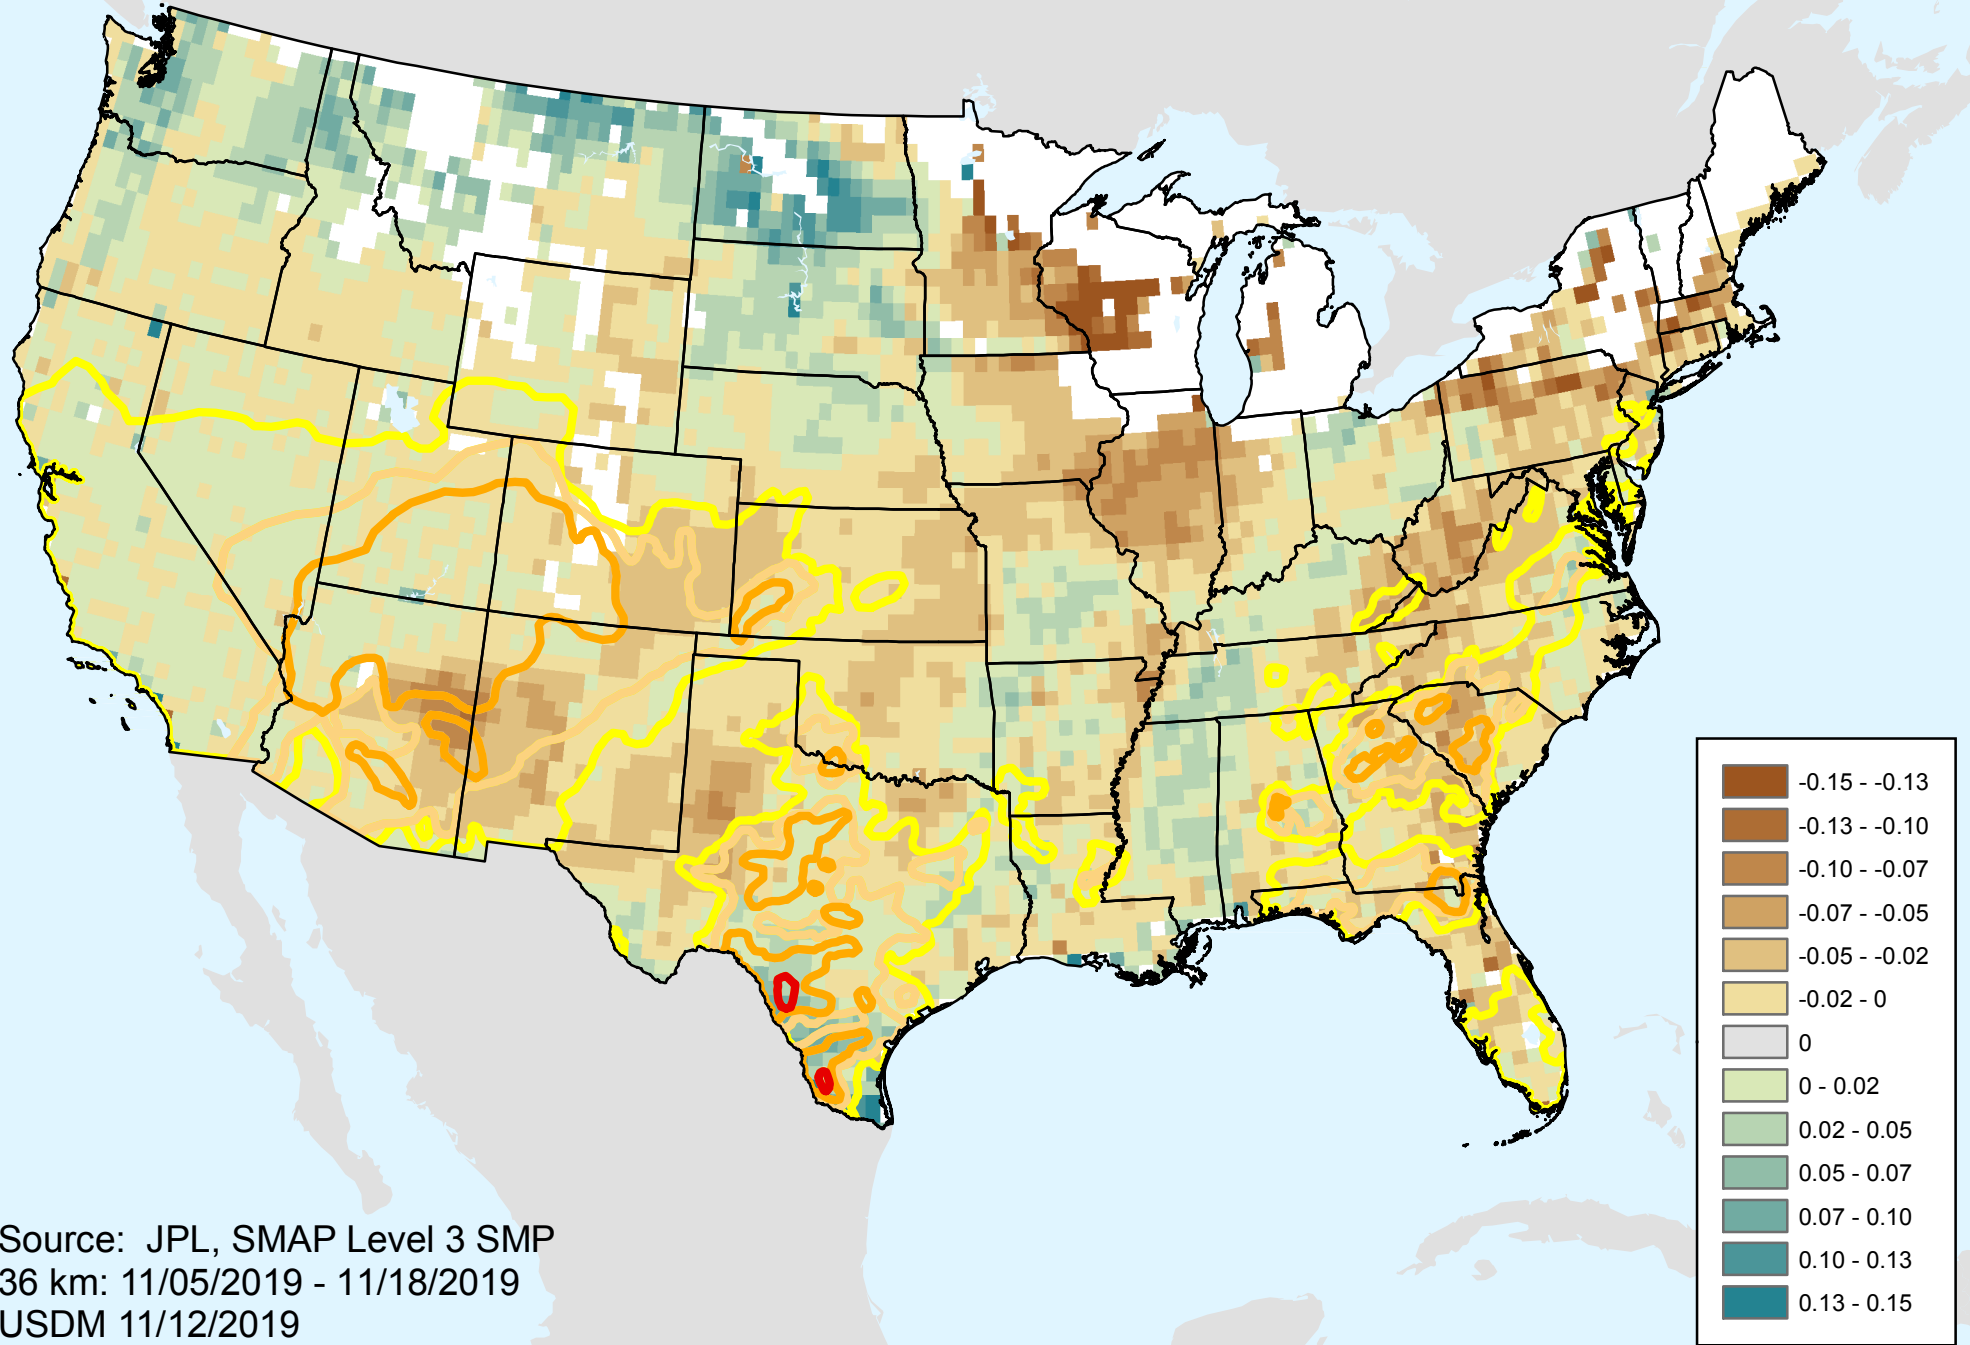 -0.15 - -0.13
-0.13 - -0.10
-0.10 - -0.07
-0.07 - -0.05
-0.05 - -0.02
-0.02 - 0
0
0 - 0.02
0.02 - 0.05
0.05 - 0.07
0.07 - 0.10
0.10 - 0.13
0.13 - 0.15
Source: JPL, SMAP Level 3 SMP
36 km: 11/05/2019 - 11/18/2019
USDM 11/12/2019